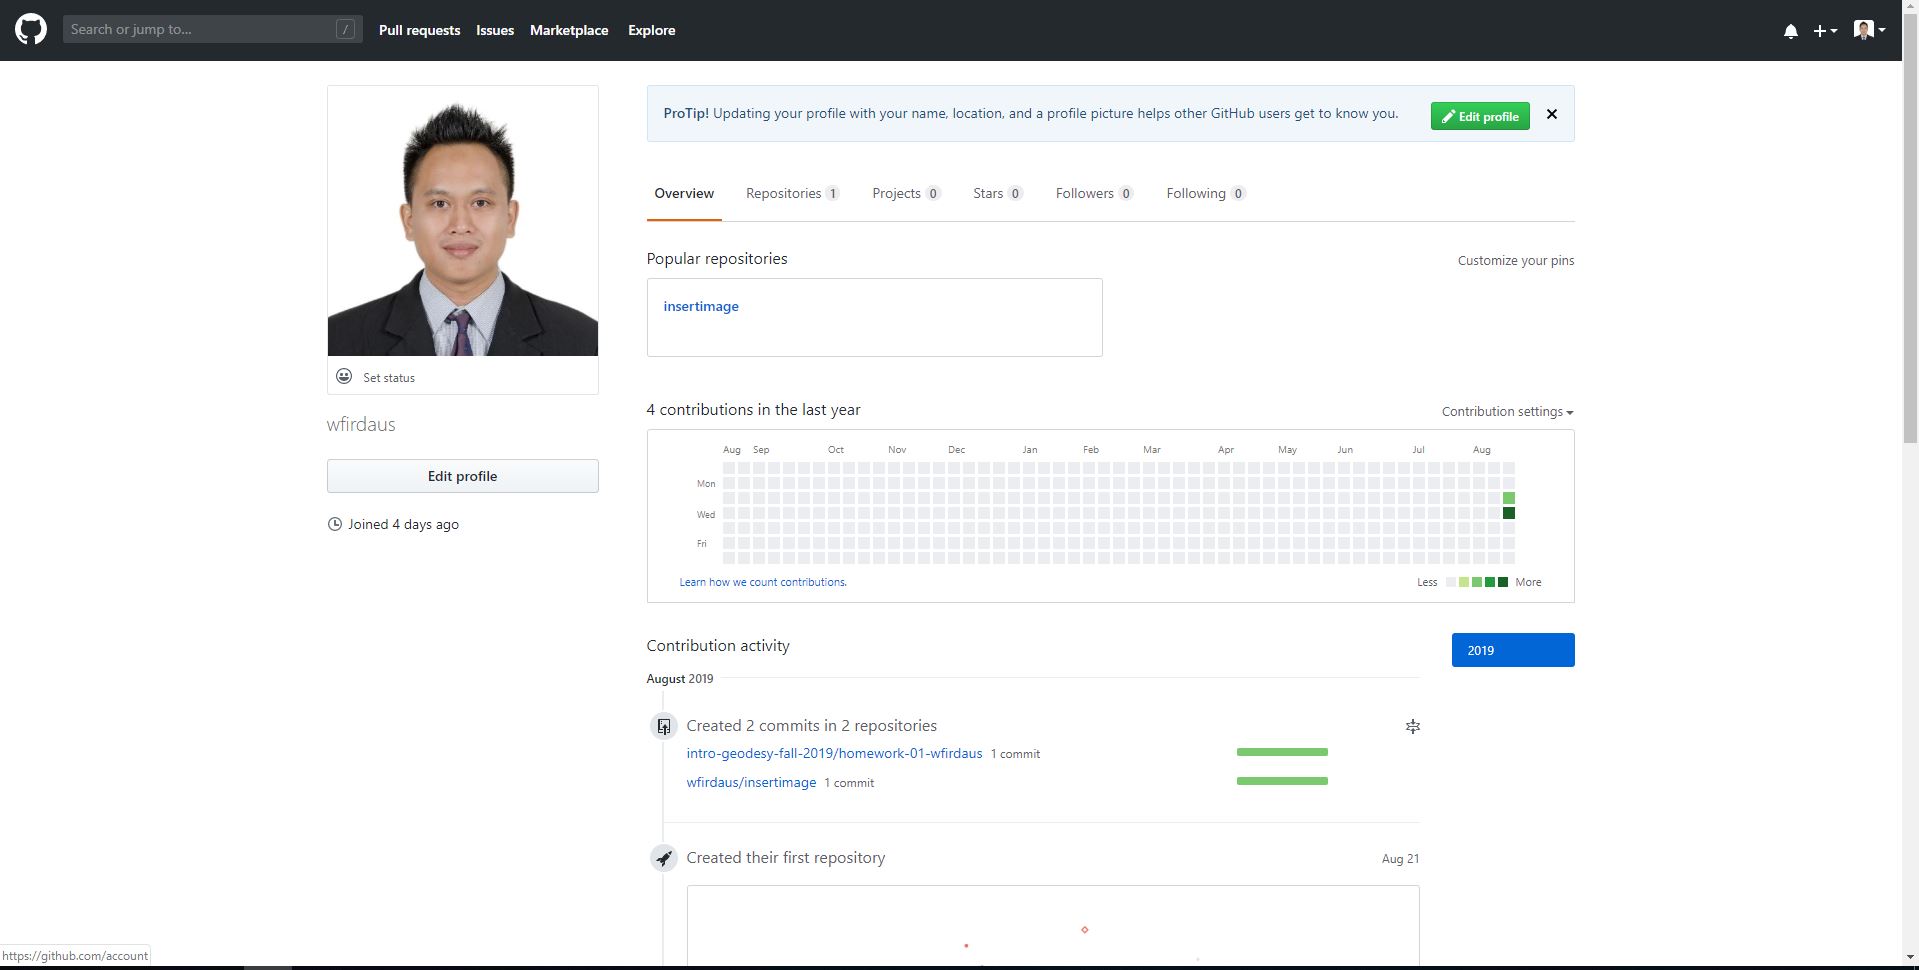 Search or jump to... / Pull requests Issues Marketplace Explore
ProTip! Updating your profile with your name, location, and a profile picture helps other GitHub users get to know you. Edit profile
Set status
wfirdaus
Edit profile
Joined 4 days ago
Overview Repositories 1 Projects 0 Stars 0 Followers 0 Following 0
Popular repositories Customize your pins
insertimage
4 contributions in the last year Contribution settings
Aug Sep Oct Nov Dec Jan Feb Mar Apr May Jun Jul Aug
Mon
Wed
Fri
Learn how we count contributions. Less More
Contribution activity 2019
August 2019
Created 2 commits in 2 repositories
intro-geodesy-fall-2019/homework-01-wfirdaus 1 commit
wfirdaus/insertimage 1 commit
Created their first repository Aug 21
https://github.com/account